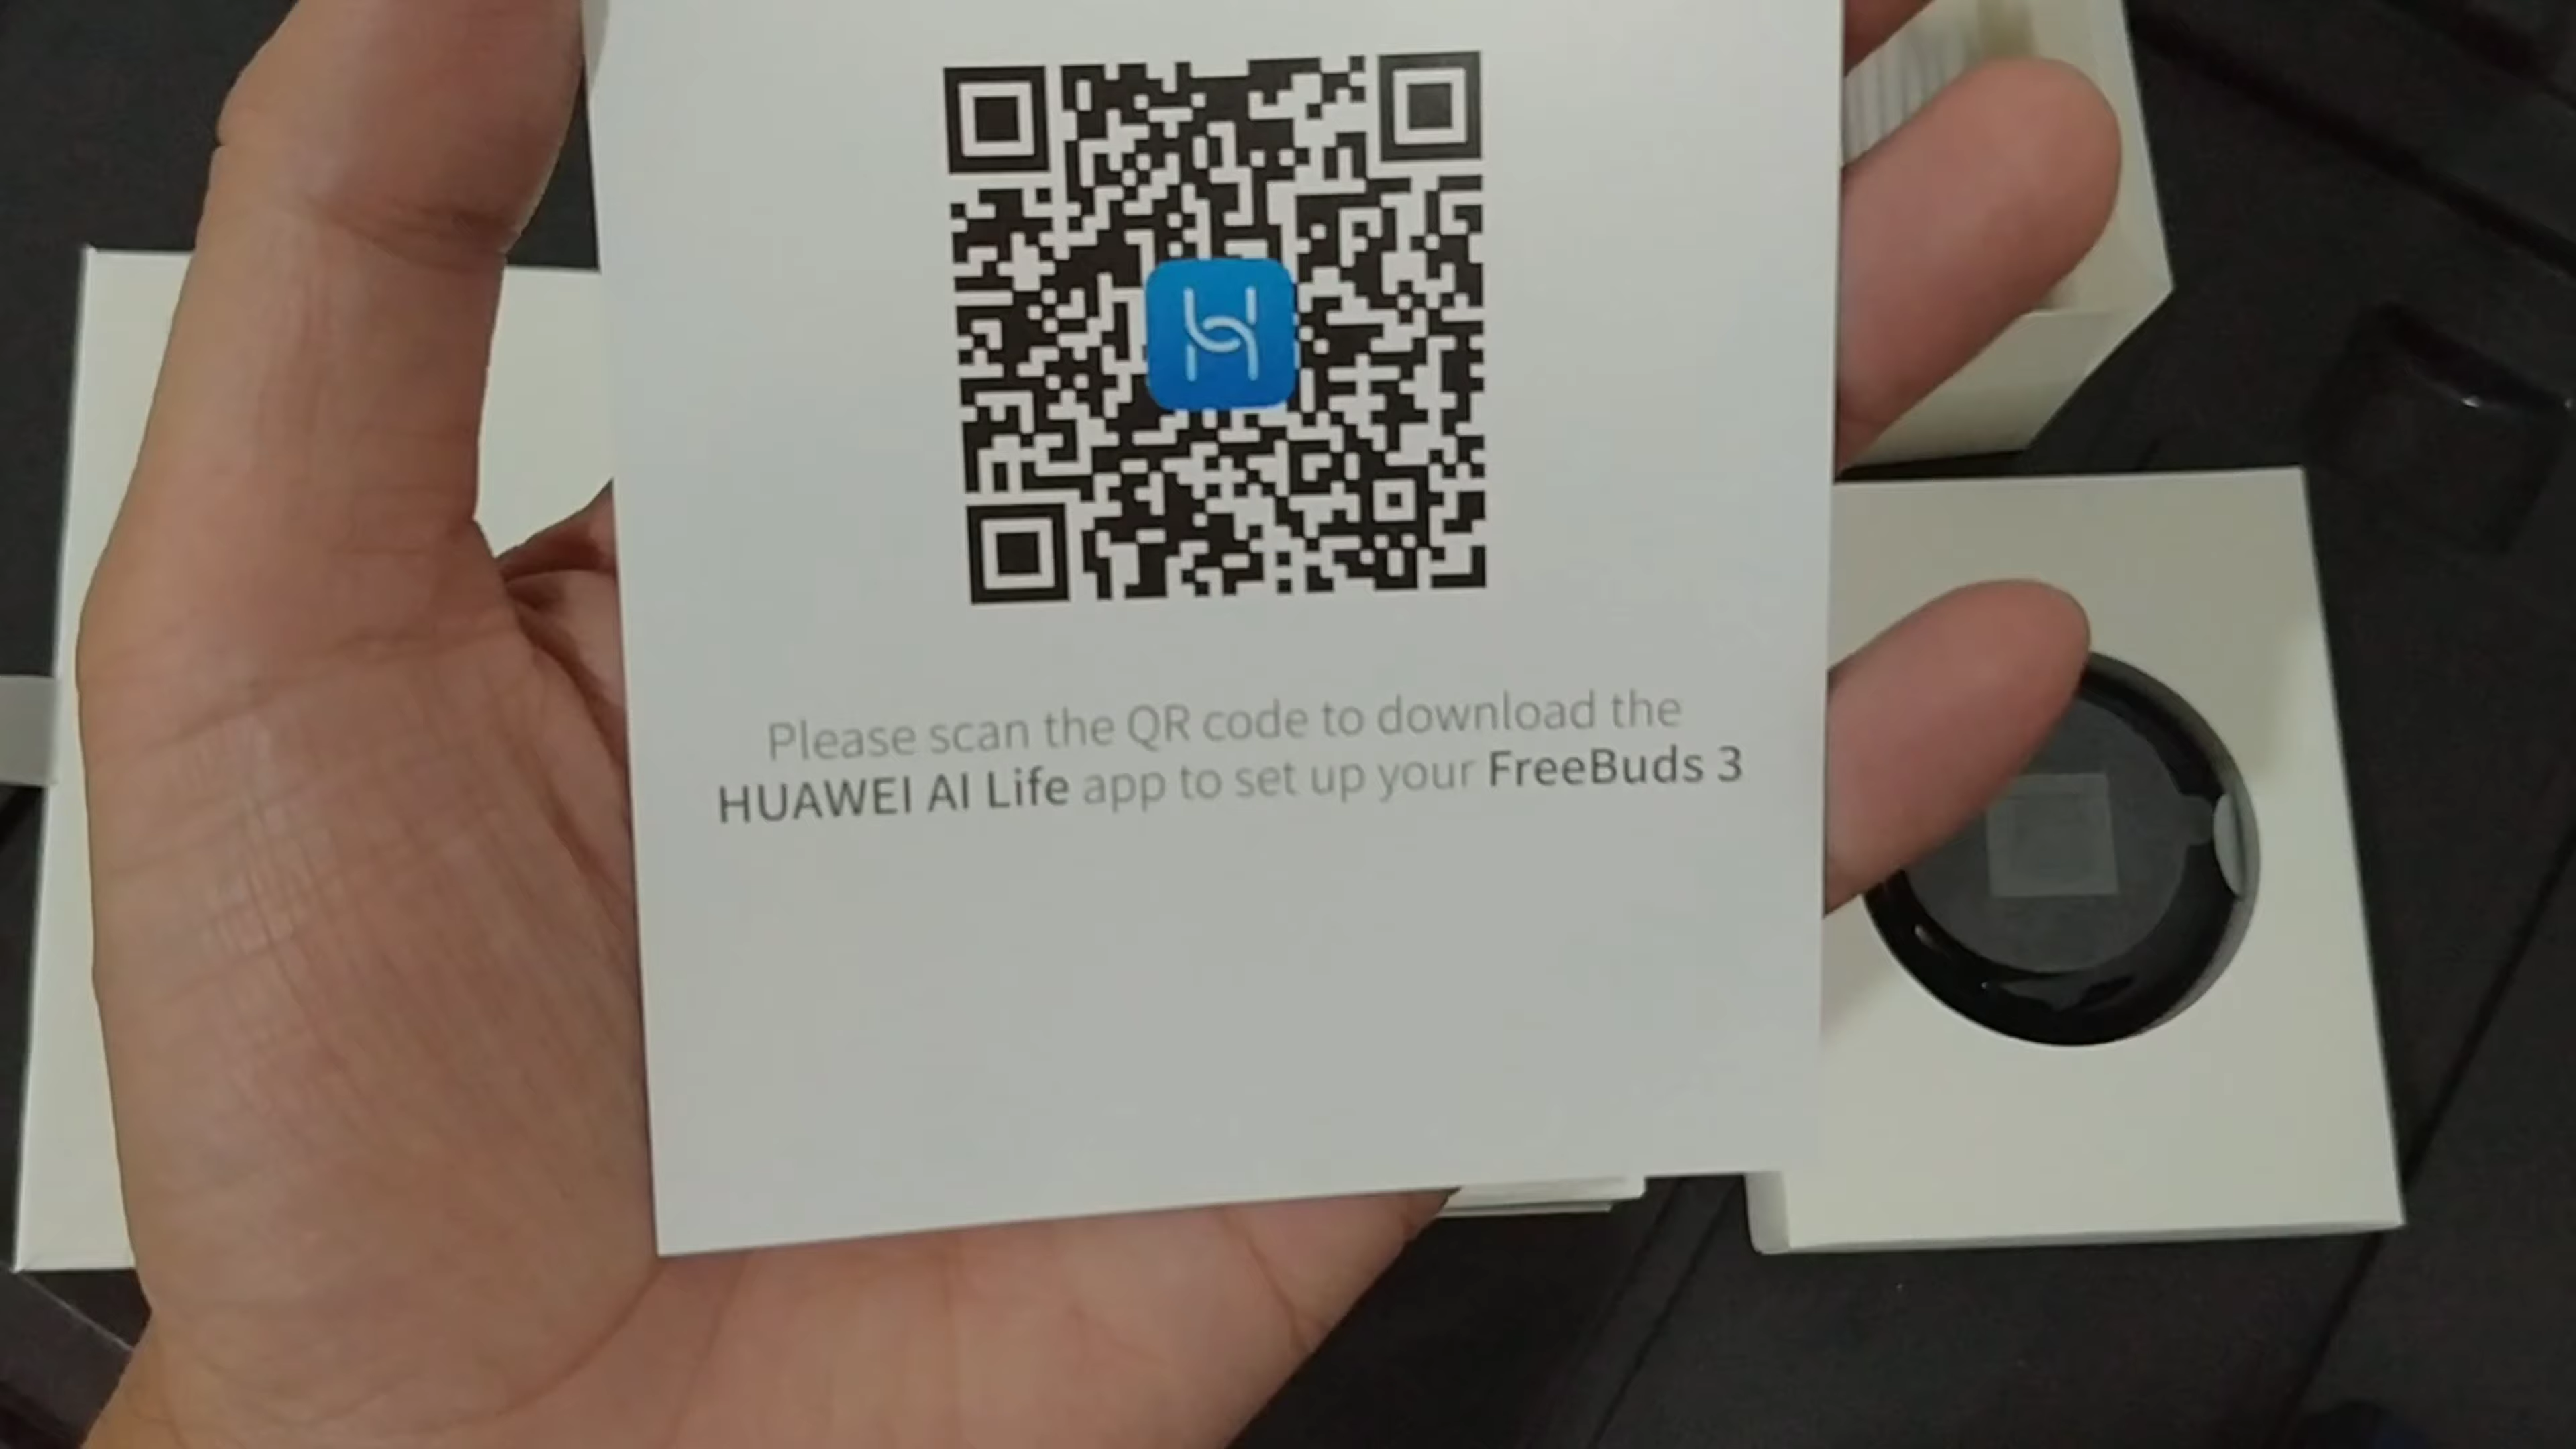 Please scan the QR code to download the
HUAWEI AI Life app to set up your FreeBuds 3